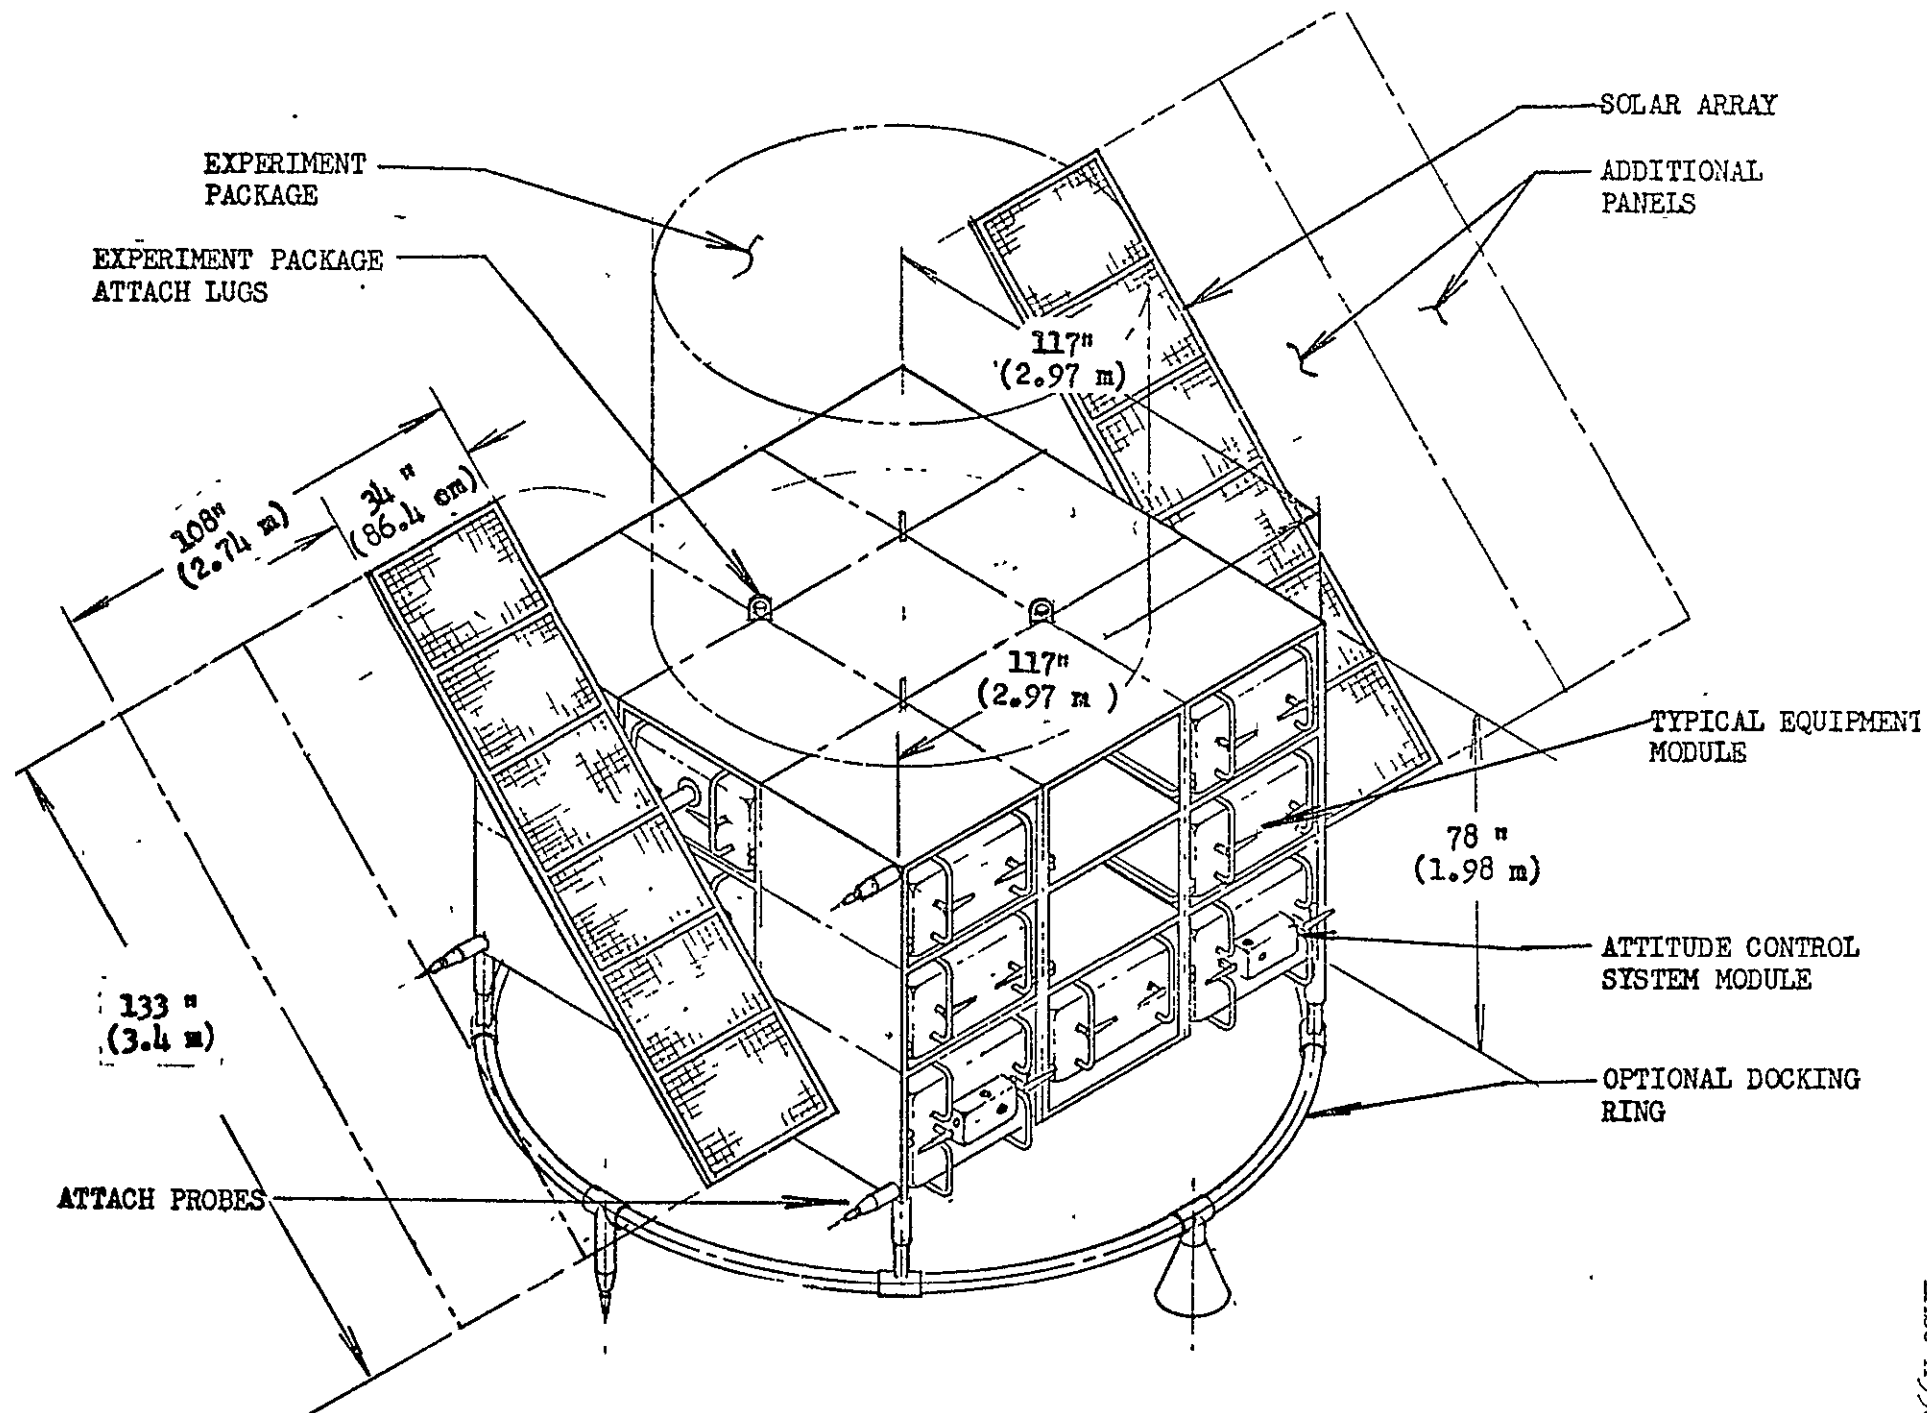 SOLAR ARRAY
EXPERIMENT
PACKAGE
ADDITIONAL
PANELS
EXPERIMENT PACKAGE
ATTACH LUGS
117"
(2.97 m)
34 "
(86.4 cm)
108"
(2.74 m)
117"
(2.97 m )
TYPICAL EQUIPMENT
MODULE
78 "
(1.98 m)
ATTITUDE CONTROL
SYSTEM MODULE
133 "
(3.4 m)
OPTIONAL DOCKING
RING
ATTACH PROBES